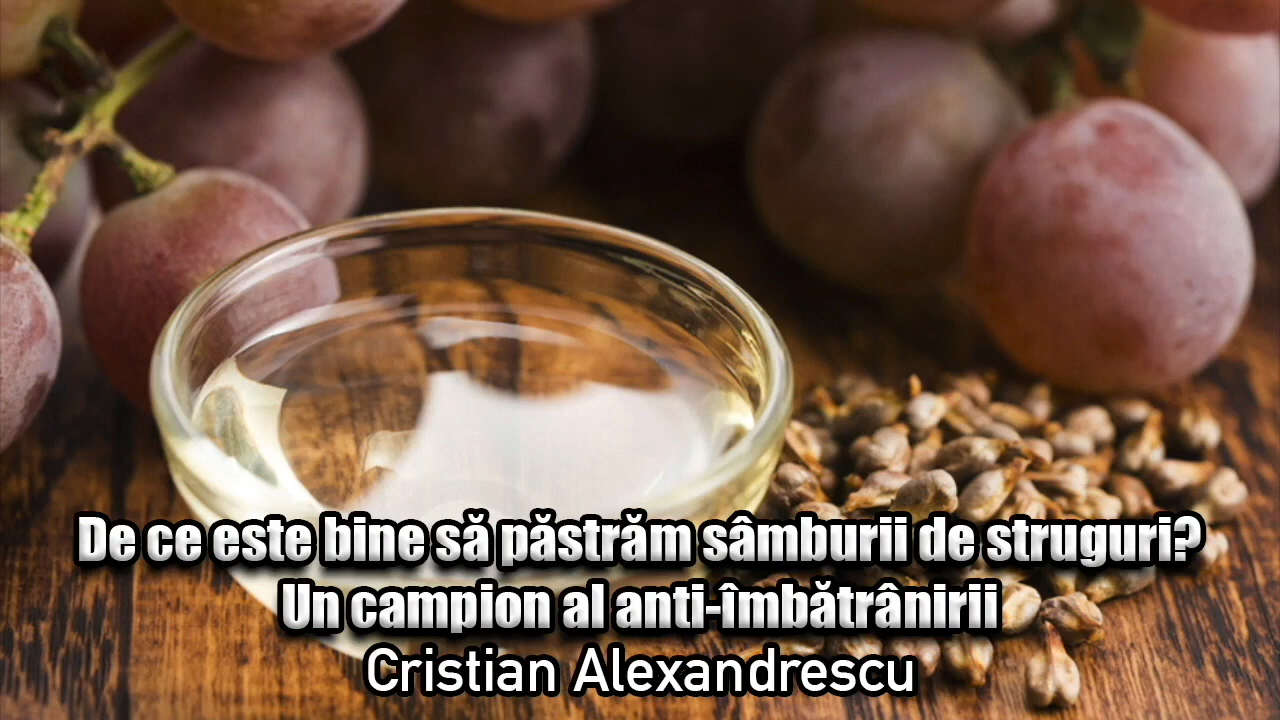 De ce este bine să păstrăm sâmburii de struguri?
Un campion al anti-îmbătrânirii
Cristian Alexandrescu